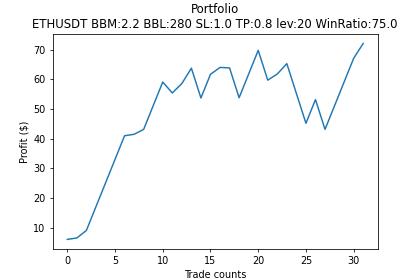 Portfolio
ETHUSDT BBM:2.2 BBL:280 SL:1.0 TP:0.8 lev:20 WinRatio:75.0
70
60
50
40
30
20
10
Profit ($)
0 5 10 15 20 25 30
Trade counts